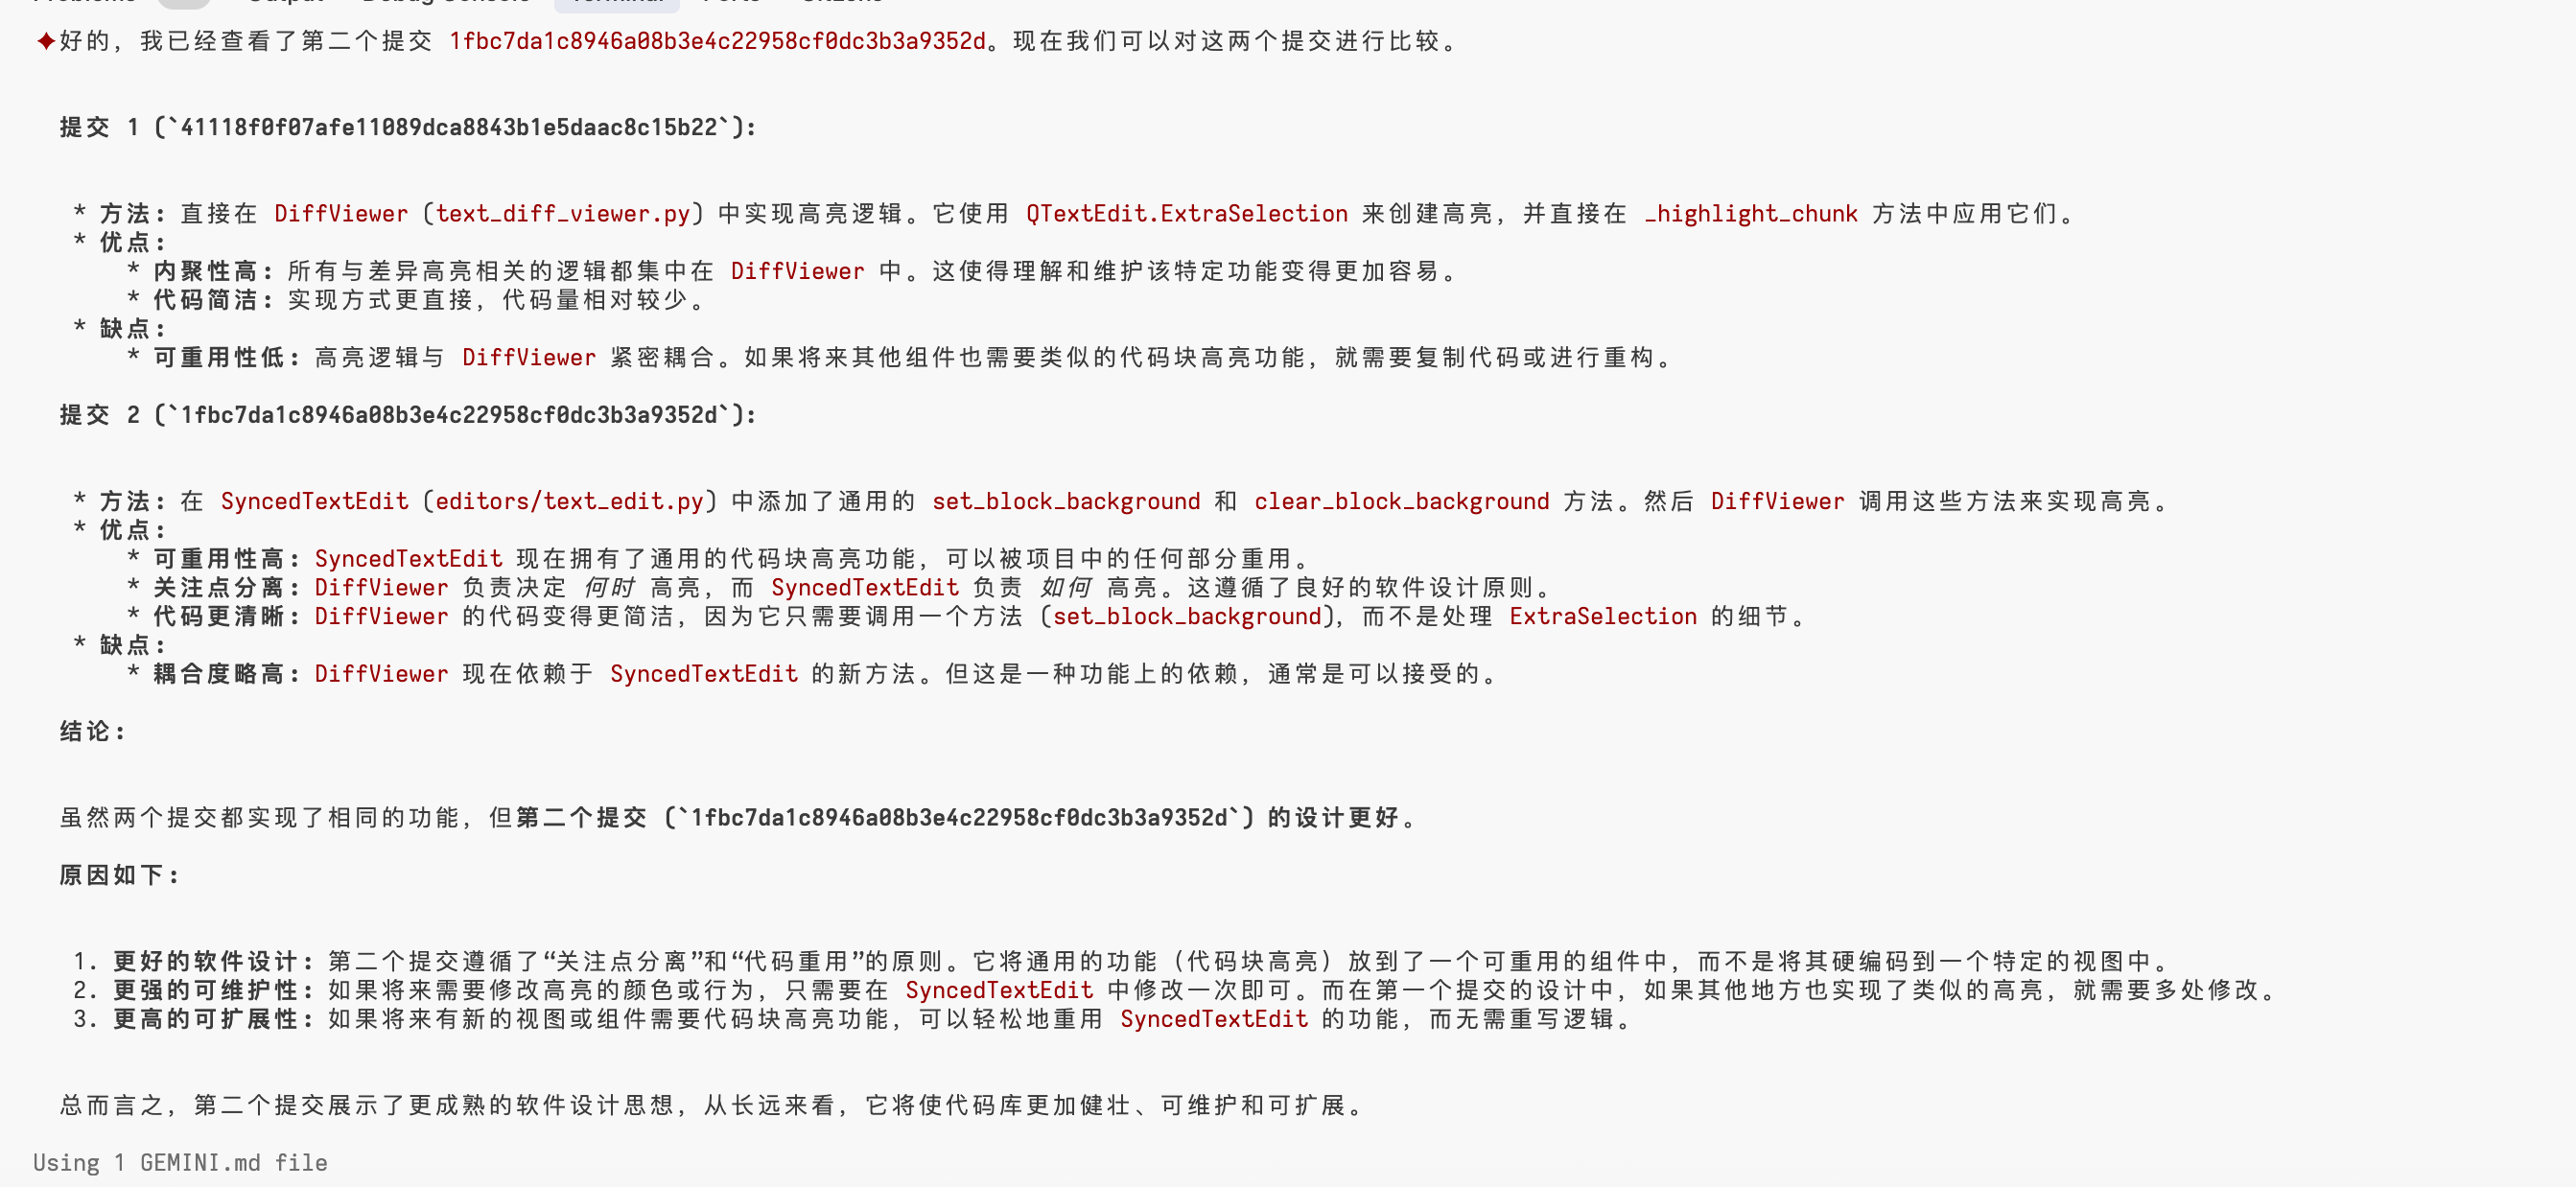 Problems Output Debug Console Terminal Ports GitLens
✦好的，我已经查看了第二个提交 1fbc7da1c8946a08b3e4c22958cf0dc3b3a9352d。现在我们可以对这两个提交进行比较。
提交 1 (`41118f0f07afe11089dca8843b1e5daac8c15b22`):
* 方法: 直接在 DiffViewer (text_diff_viewer.py) 中实现高亮逻辑。它使用 QTextEdit.ExtraSelection 来创建高亮，并直接在 _highlight_chunk 方法中应用它们。
* 优点:
* 内聚性高: 所有与差异高亮相关的逻辑都集中在 DiffViewer 中。这使得理解和维护该特定功能变得更加容易。
* 代码简洁: 实现方式更直接，代码量相对较少。
* 缺点:
* 可重用性低: 高亮逻辑与 DiffViewer 紧密耦合。如果将来其他组件也需要类似的代码块高亮功能，就需要复制代码或进行重构。
提交 2 (`1fbc7da1c8946a08b3e4c22958cf0dc3b3a9352d`):
* 方法: 在 SyncedTextEdit (editors/text_edit.py) 中添加了通用的 set_block_background 和 clear_block_background 方法。然后 DiffViewer 调用这些方法来实现高亮。
* 优点:
* 可重用性高: SyncedTextEdit 现在拥有了通用的代码块高亮功能，可以被项目中的任何部分重用。
* 关注点分离: DiffViewer 负责决定 何时 高亮，而 SyncedTextEdit 负责 如何 高亮。这遵循了良好的软件设计原则。
* 代码更清晰: DiffViewer 的代码变得更简洁，因为它只需要调用一个方法 (set_block_background)，而不是处理 ExtraSelection 的细节。
* 缺点:
* 耦合度略高: DiffViewer 现在依赖于 SyncedTextEdit 的新方法。但这是一种功能上的依赖，通常是可以接受的。
结论:
虽然两个提交都实现了相同的功能，但第二个提交 (`1fbc7da1c8946a08b3e4c22958cf0dc3b3a9352d`) 的设计更好。
原因如下:
1. 更好的软件设计: 第二个提交遵循了“关注点分离”和“代码重用”的原则。它将通用的功能（代码块高亮）放到了一个可重用的组件中，而不是将其硬编码到一个特定的视图中。
2. 更强的可维护性: 如果将来需要修改高亮的颜色或行为，只需要在 SyncedTextEdit 中修改一次即可。而在第一个提交的设计中，如果其他地方也实现了类似的高亮，就需要多处修改。
3. 更高的可扩展性: 如果将来有新的视图或组件需要代码块高亮功能，可以轻松地重用 SyncedTextEdit 的功能，而无需重写逻辑。
总而言之，第二个提交展示了更成熟的软件设计思想，从长远来看，它将使代码库更加健壮、可维护和可扩展。
Using 1 GEMINI.md file